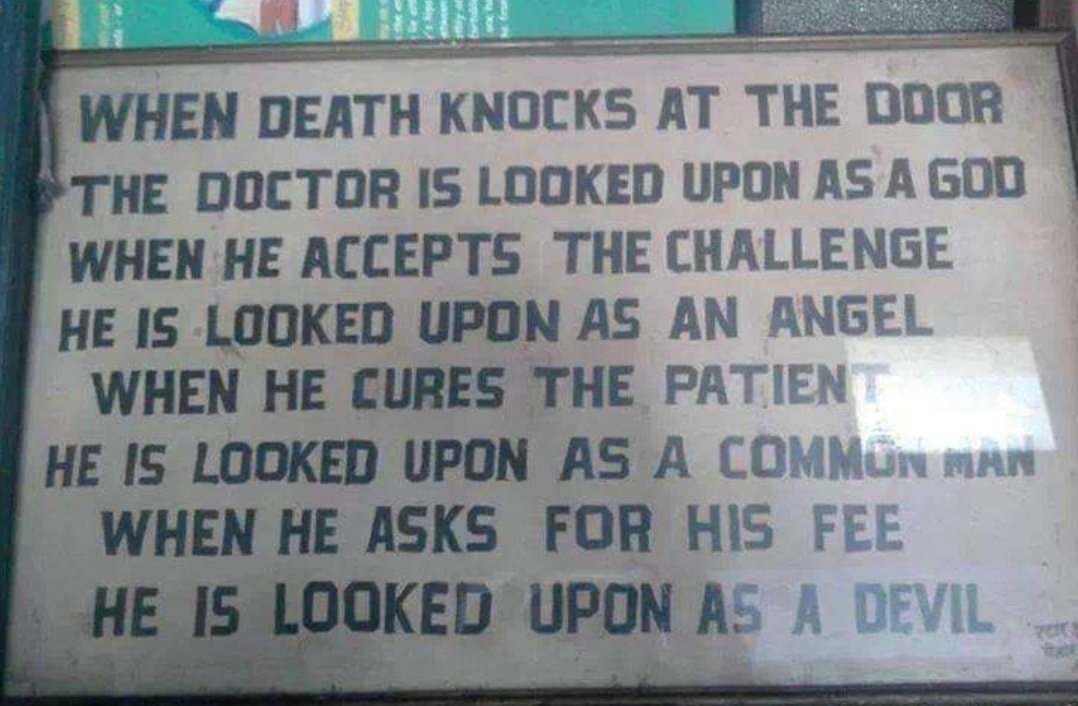 WHEN DEATH KNOCKS AT THE DOOR
THE DOCTOR IS LOOKED UPON AS A GOD
WHEN HE ACCEPTS THE CHALLENGE
HE IS LOOKED UPON AS AN ANGEL
WHEN HE CURES THE PATIENT
HE IS LOOKED UPON AS A COMMON MAN
WHEN HE ASKS FOR HIS FEE
HE IS LOOKED UPON AS A DEVIL